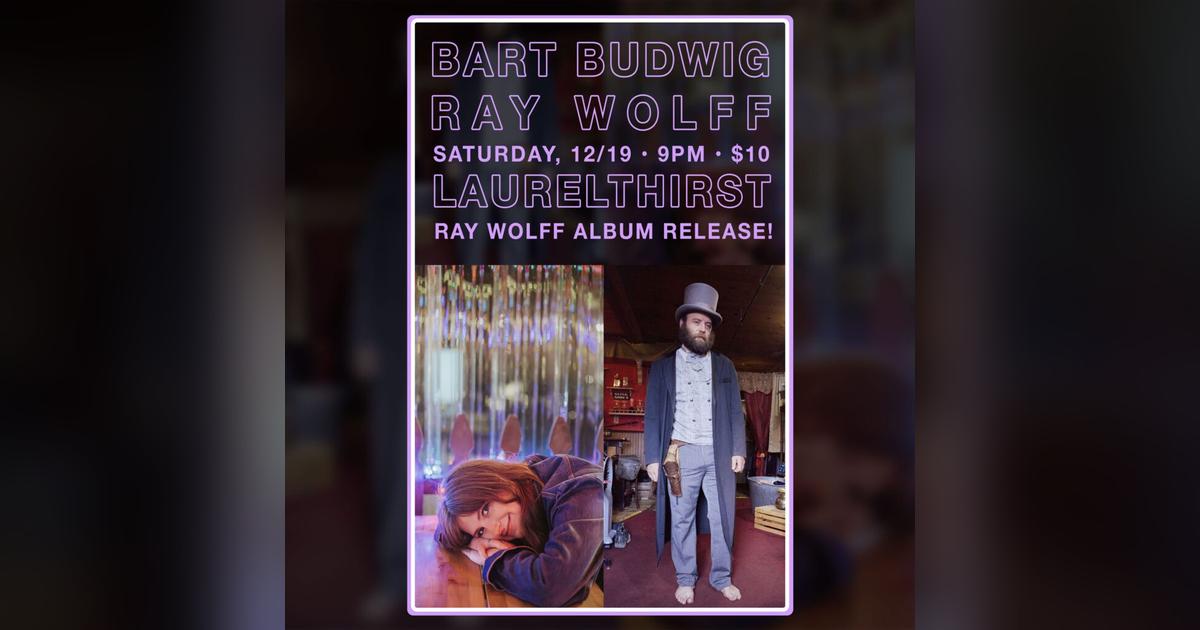 BART BUDWIG
RAY WOLFF
SATURDAY, 12/19 • 9PM • $10
LAURELTHIRST
RAY WOLFF ALBUM RELEASE!